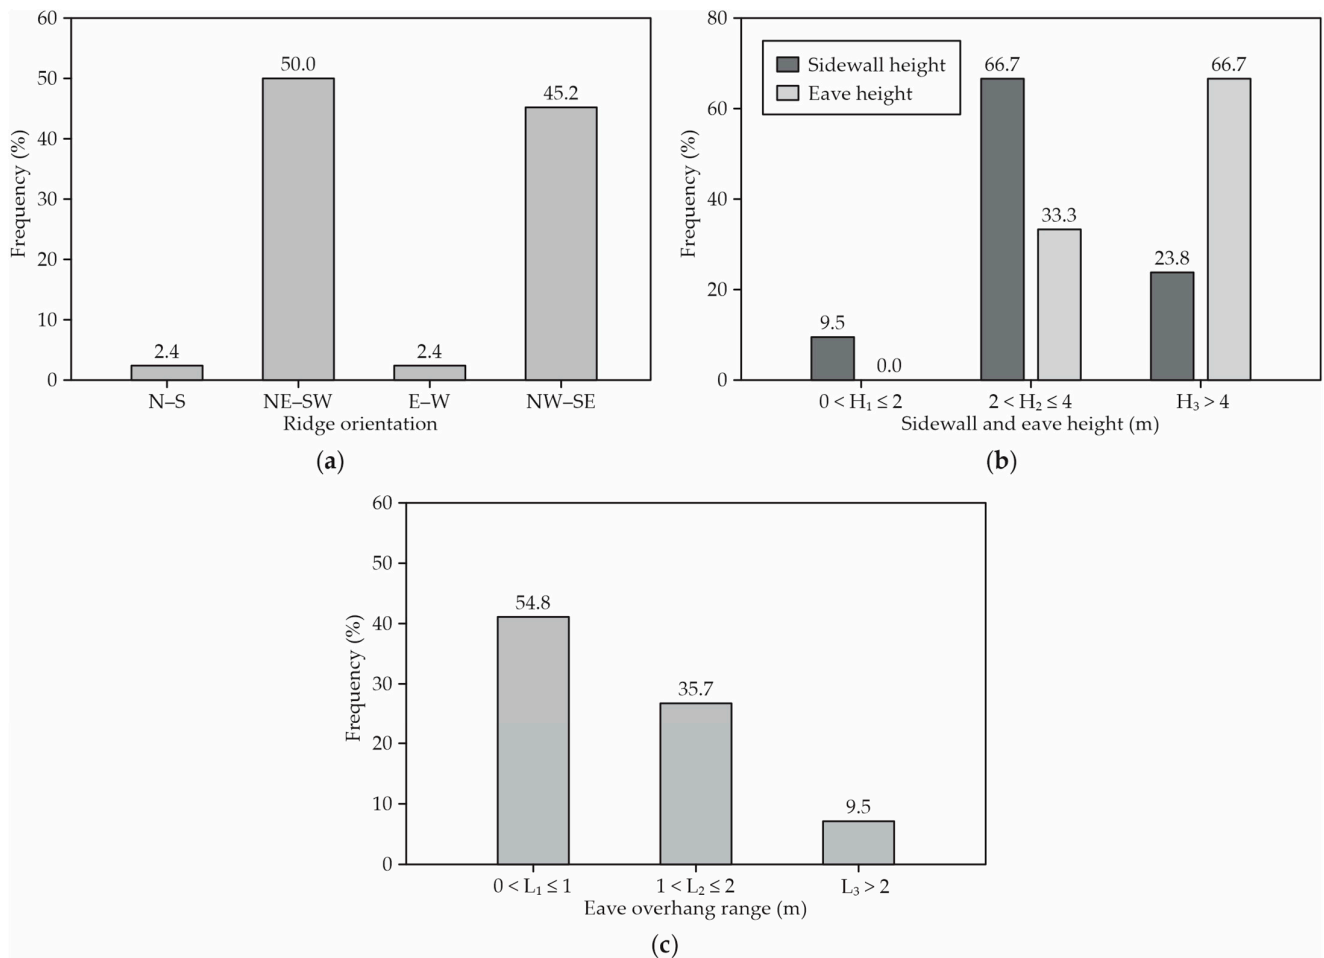 60
50
40
30
20
10
0
Frequency (%)
2.4
50.0
2.4
45.2
N–S
NE–SW
E–W
NW–SE
Ridge orientation
(a)
80
60
40
20
0
Frequency (%)
Sidewall height
Eave height
9.5
0.0
66.7
33.3
23.8
66.7
0 < H₁ ≤ 2
2 < H₂ ≤ 4
H₃ > 4
Sidewall and eave height (m)
(b)
60
50
40
30
20
10
0
Frequency (%)
54.8
35.7
9.5
0 < L₁ ≤ 1
1 < L₂ ≤ 2
L₃ > 2
Eave overhang range (m)
(c)